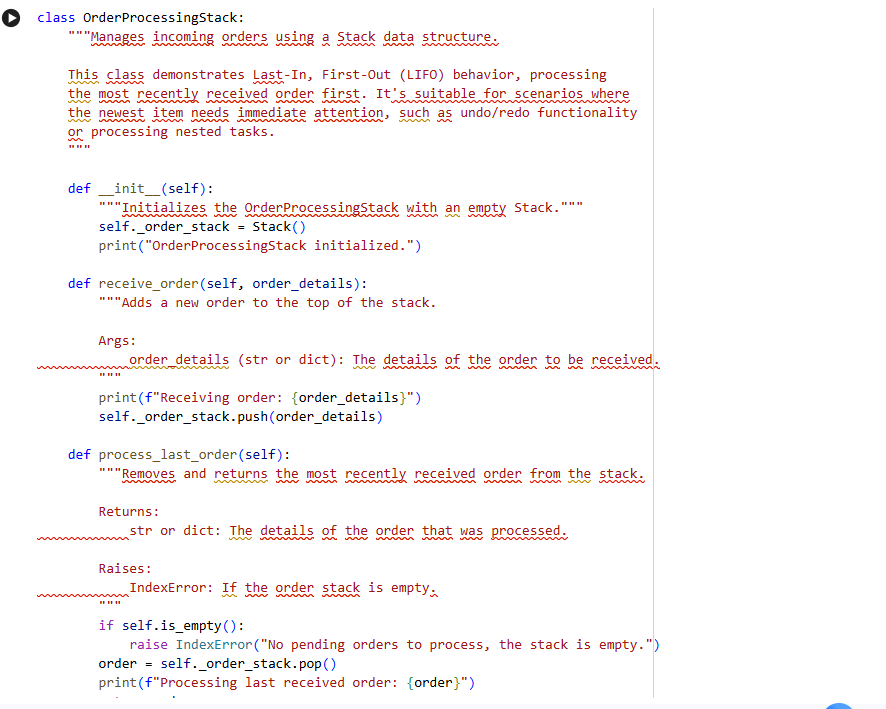 class OrderProcessingStack:
    """Manages incoming orders using a Stack data structure.

    This class demonstrates Last-In, First-Out (LIFO) behavior, processing
    the most recently received order first. It's suitable for scenarios where
    the newest item needs immediate attention, such as undo/redo functionality
    or processing nested tasks.
    """

    def __init__(self):
        """Initializes the OrderProcessingStack with an empty Stack."""
        self._order_stack = Stack()
        print("OrderProcessingStack initialized.")

    def receive_order(self, order_details):
        """Adds a new order to the top of the stack.

        Args:
            order_details (str or dict): The details of the order to be received.
        """
        print(f"Receiving order: {order_details}")
        self._order_stack.push(order_details)

    def process_last_order(self):
        """Removes and returns the most recently received order from the stack.

        Returns:
            str or dict: The details of the order that was processed.

        Raises:
            IndexError: If the order stack is empty.
        """
        if self.is_empty():
            raise IndexError("No pending orders to process, the stack is empty.")
        order = self._order_stack.pop()
        print(f"Processing last received order: {order}")